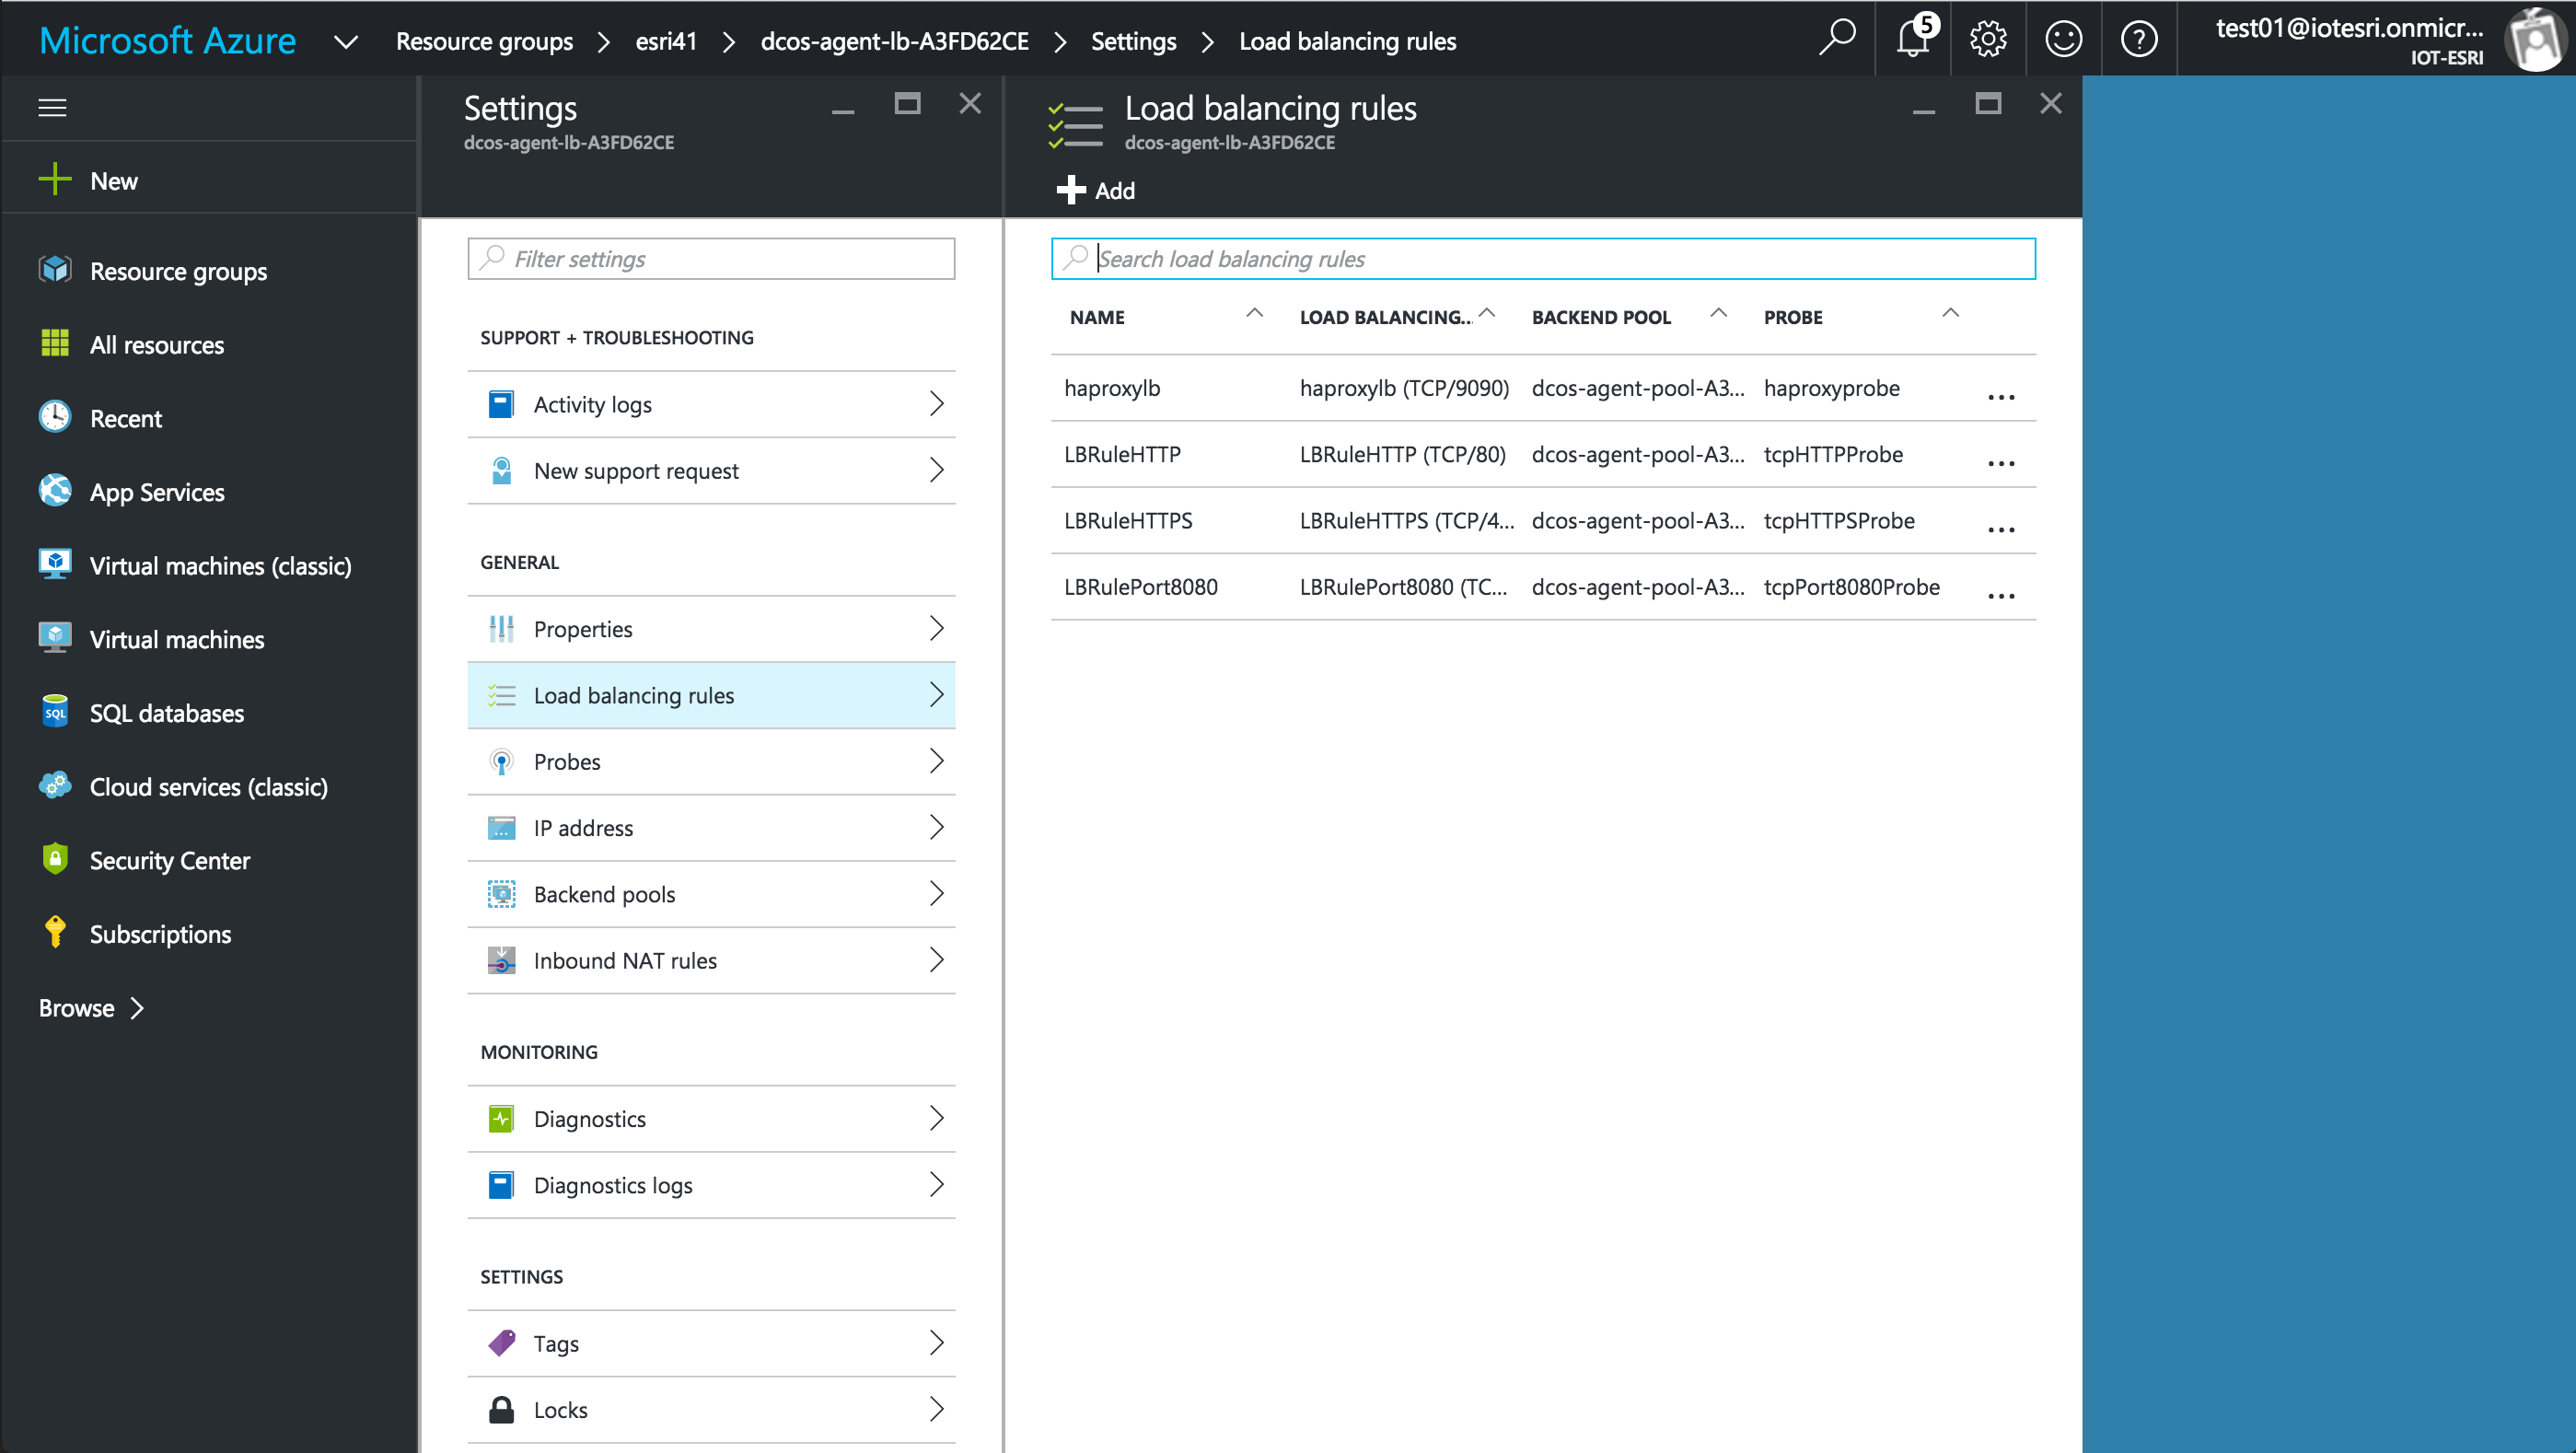 Microsoft Azure
Resource groups > esri41 > dcos-agent-lb-A3FD62CE > Settings > Load balancing rules
5
test01@iotesri.onmicr...
IOT-ESRI
New
Resource groups
All resources
Recent
App Services
Virtual machines (classic)
Virtual machines
SQL
SQL databases
Cloud services (classic)
Security Center
Subscriptions
Browse >
Settings
dcos-agent-lb-A3FD62CE
Filter settings
SUPPORT + TROUBLESHOOTING
Activity logs
New support request
GENERAL
Properties
Load balancing rules
Probes
IP address
Backend pools
Inbound NAT rules
MONITORING
Diagnostics
Diagnostics logs
SETTINGS
Tags
Locks
Load balancing rules
dcos-agent-lb-A3FD62CE
Add
Search load balancing rules
NAME LOAD BALANCING... BACKEND POOL PROBE
haproxylb haproxylb (TCP/9090) dcos-agent-pool-A3... haproxyprobe ...
LBRuleHTTP LBRuleHTTP (TCP/80) dcos-agent-pool-A3... tcpHTTPProbe ...
LBRuleHTTPS LBRuleHTTPS (TCP/4... dcos-agent-pool-A3... tcpHTTPSProbe ...
LBRulePort8080 LBRulePort8080 (TC... dcos-agent-pool-A3... tcpPort8080Probe ...